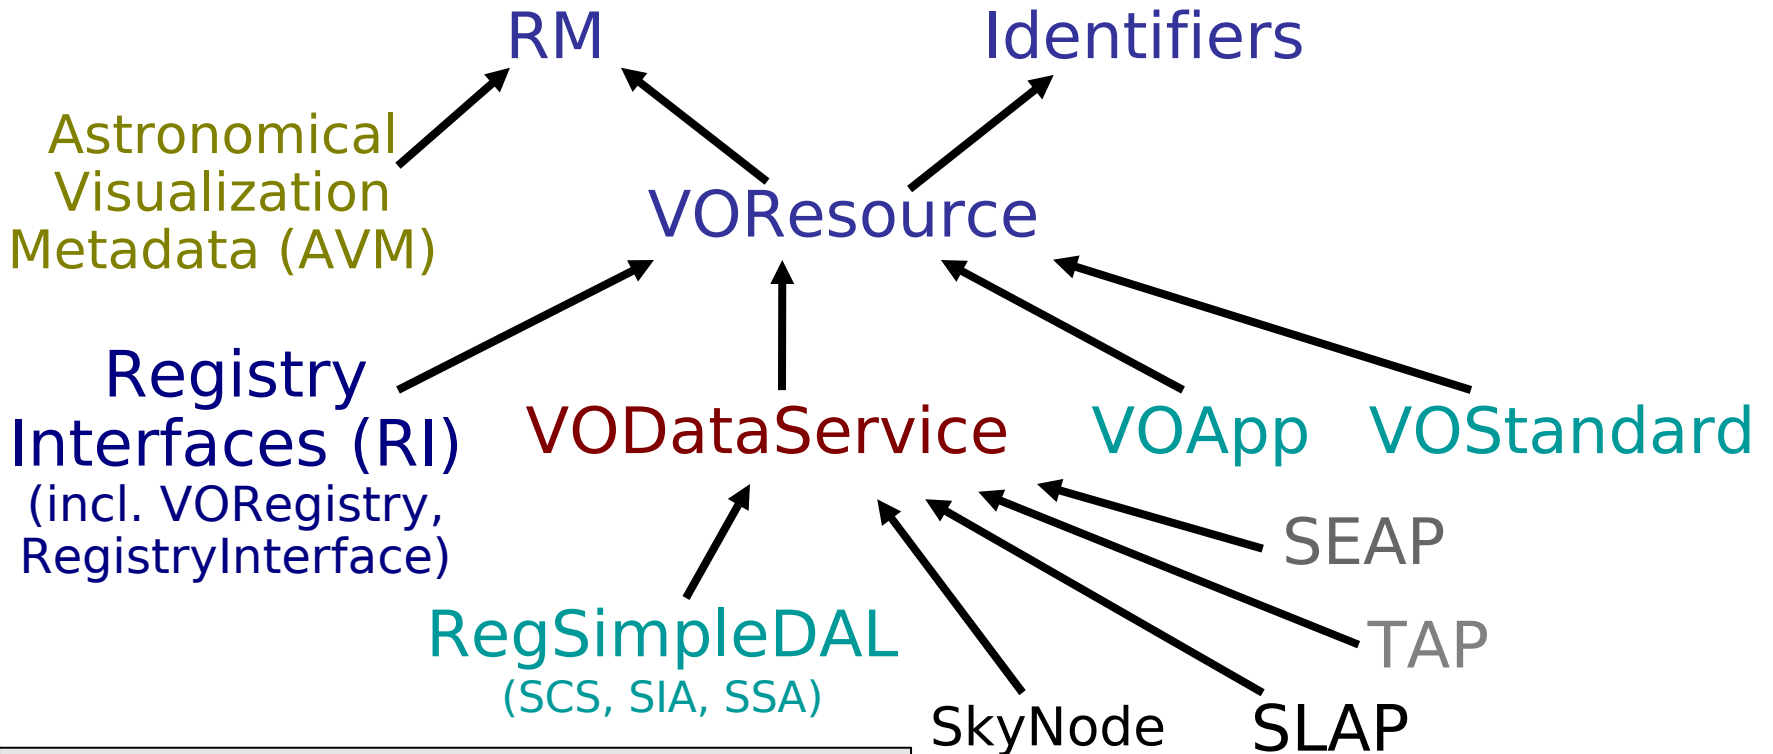 RM
Identifiers
Astronomical
Visualization
Metadata (AVM)
VOResource
Registry
Interfaces (RI)
(incl. VORegistry,
RegistryInterface)
VODataService
VOApp
VOStandard
SEAP
RegSimpleDAL
(SCS, SIA, SSA)
TAP
SkyNode
SLAP